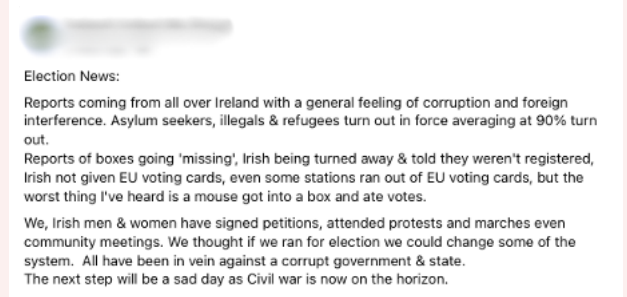 Election News:
Reports coming from all over Ireland with a general feeling of corruption and foreign
interference. Asylum seekers, illegals & refugees turn out in force averaging at 90% turn
out.
Reports of boxes going 'missing', Irish being turned away & told they weren't registered,
Irish not given EU voting cards, even some stations ran out of EU voting cards, but the
worst thing I've heard is a mouse got into a box and ate votes.
We, Irish men & women have signed petitions, attended protests and marches even
community meetings. We thought if we ran for election we could change some of the
system.  All have been in vein against a corrupt government & state.
The next step will be a sad day as Civil war is now on the horizon.